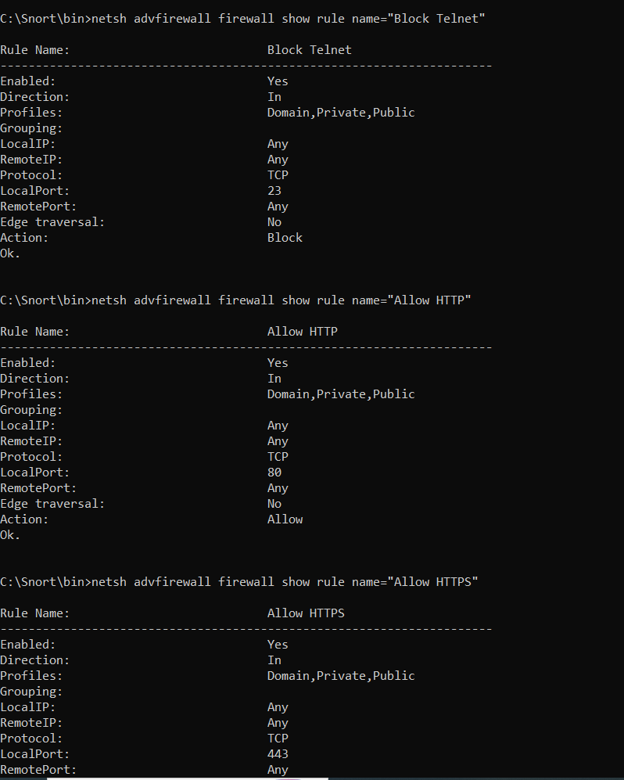 C:\Snort\bin>netsh advfirewall firewall show rule name="Block Telnet"
Rule Name:                            Block Telnet
----------------------------------------------------------------------
Enabled:                              Yes
Direction:                            In
Profiles:                             Domain,Private,Public
Grouping:
LocalIP:                              Any
RemoteIP:                             Any
Protocol:                             TCP
LocalPort:                            23
RemotePort:                           Any
Edge traversal:                       No
Action:                               Block
Ok.
C:\Snort\bin>netsh advfirewall firewall show rule name="Allow HTTP"
Rule Name:                            Allow HTTP
----------------------------------------------------------------------
Enabled:                              Yes
Direction:                            In
Profiles:                             Domain,Private,Public
Grouping:
LocalIP:                              Any
RemoteIP:                             Any
Protocol:                             TCP
LocalPort:                            80
RemotePort:                           Any
Edge traversal:                       No
Action:                               Allow
Ok.
C:\Snort\bin>netsh advfirewall firewall show rule name="Allow HTTPS"
Rule Name:                            Allow HTTPS
----------------------------------------------------------------------
Enabled:                              Yes
Direction:                            In
Profiles:                             Domain,Private,Public
Grouping:
LocalIP:                              Any
RemoteIP:                             Any
Protocol:                             TCP
LocalPort:                            443
RemotePort:                           Any